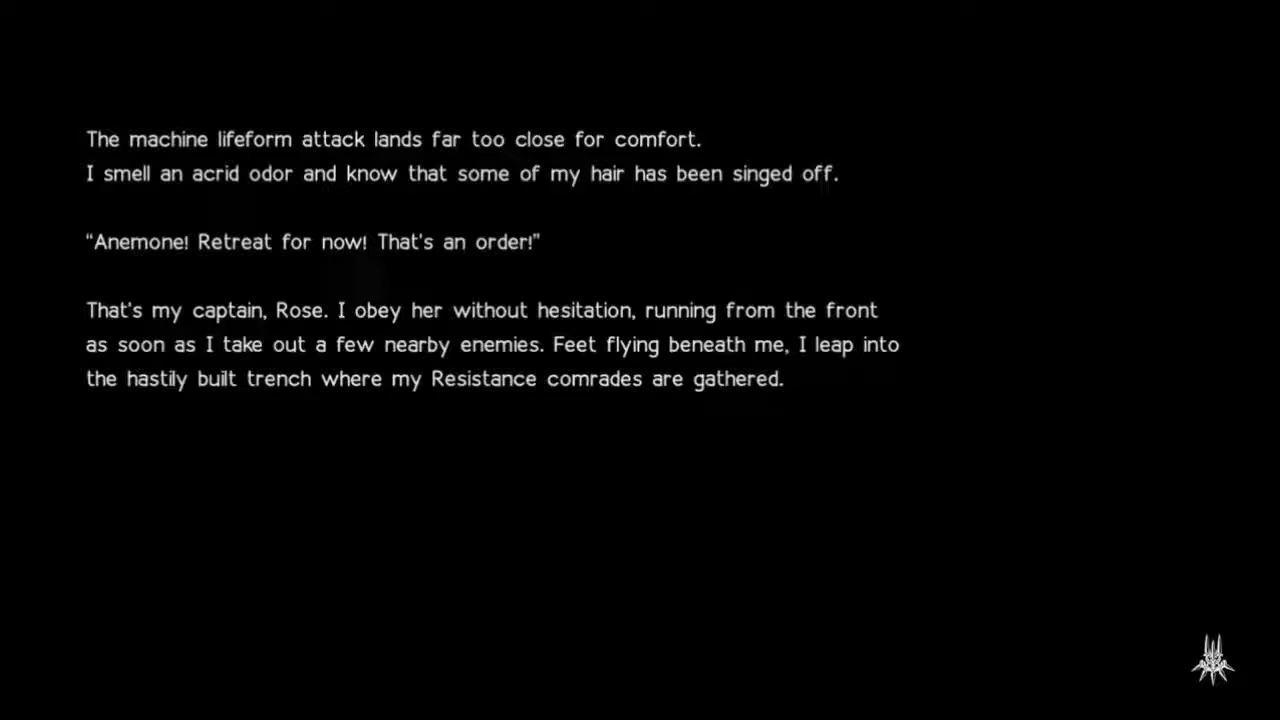 The machine lifeform attack lands far too close for comfort.
I smell an acrid odor and know that some of my hair has been singed off.
“Anemone! Retreat for now! That's an order!”
That's my captain, Rose. I obey her without hesitation, running from the front
as soon as I take out a few nearby enemies. Feet flying beneath me, I leap into
the hastily built trench where my Resistance comrades are gathered.